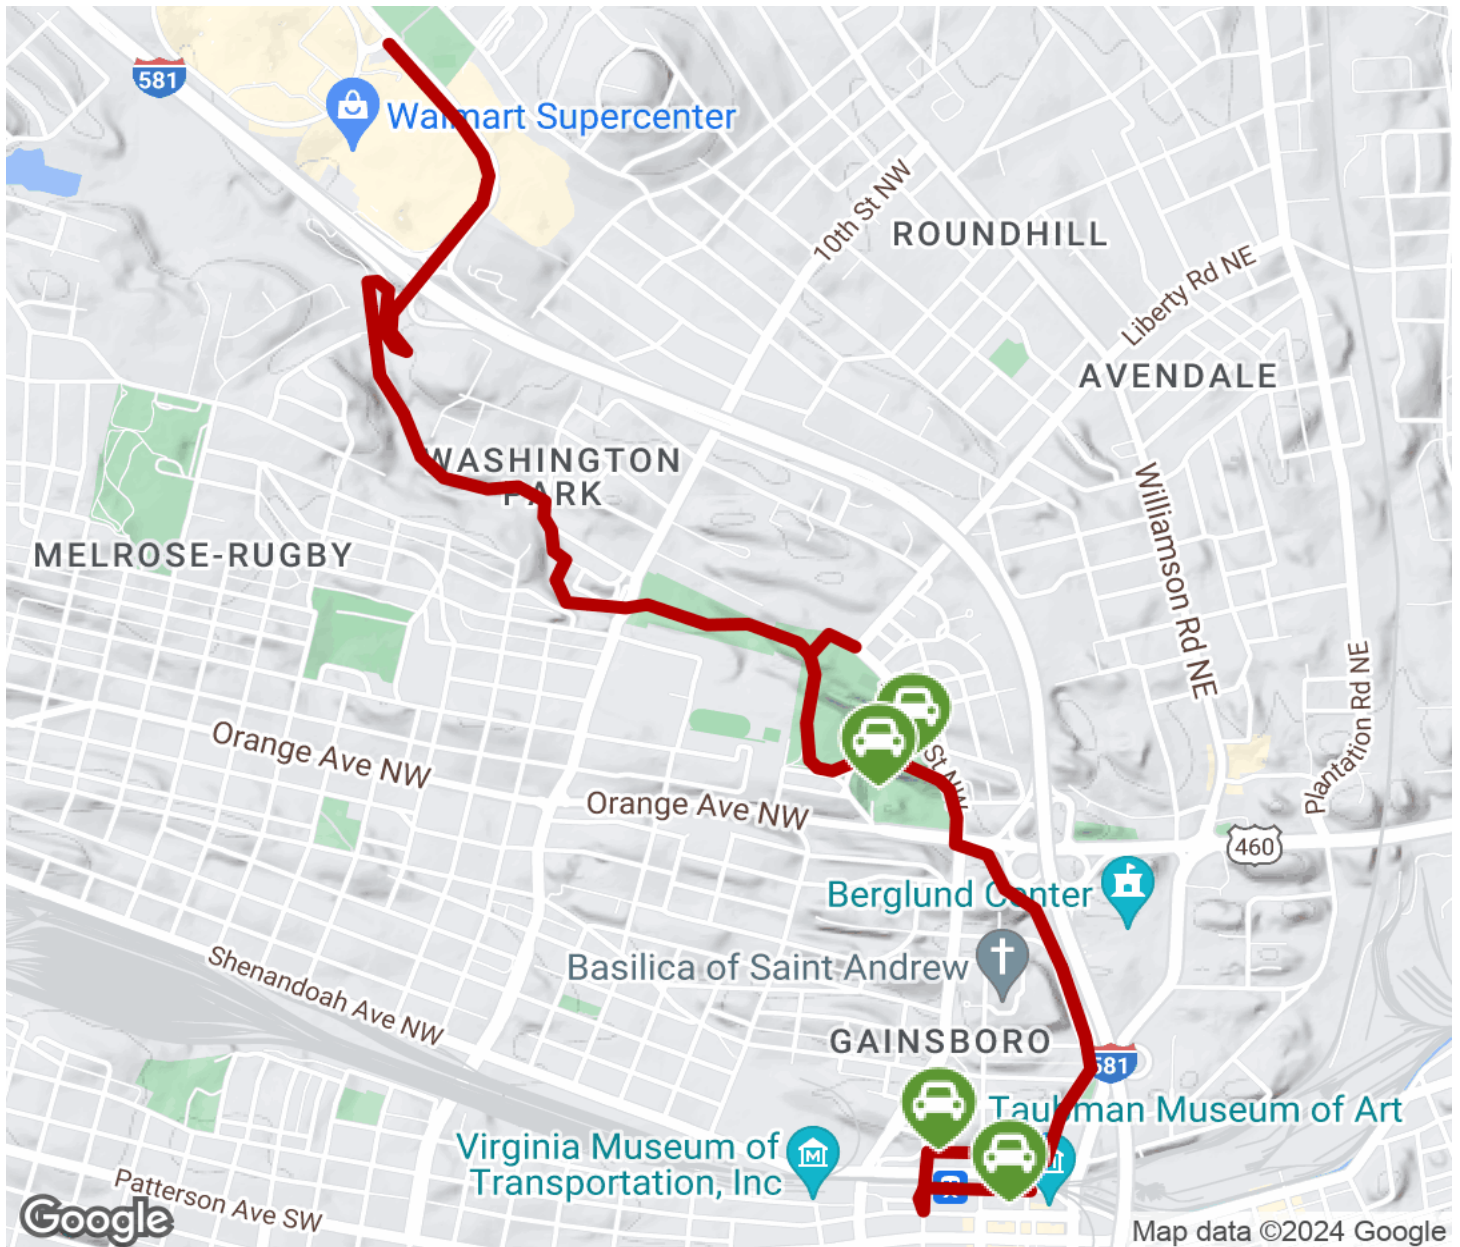 581
Walmart Supercenter
10th St NW
ROUNDHILL
Liberty Rd NE
AVENDALE
WASHINGTON
PARK
Williamson Rd NE
MELROSE-RUGBY
Plantation Rd NE
Orange Ave NW
St NW
Orange Ave NW
460
Berglund Center
Basilica of Saint Andrew
Shenandoah Ave NW
GAINSBORO
581
Taubman Museum of Art
Virginia Museum of
Transportation, Inc
M
Patterson Ave SW
Google
Map data ©2024 Google